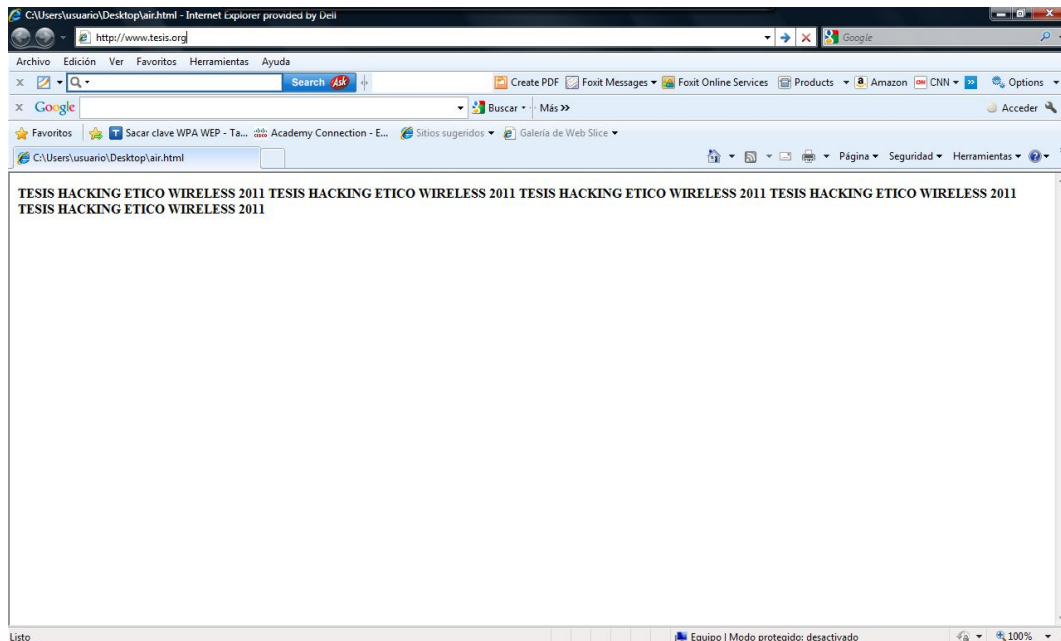 C:\Users\usuario\Desktop\air.html - Internet Explorer provided by Dell
http://www.tesis.org Google
Archivo Edición Ver Favoritos Herramientas Ayuda
Search Ask Create PDF Foxit Messages Foxit Online Services Products Amazon CNN Options
Google Buscar Más >> Acceder
Favoritos Sacar clave WPA WEP - Ta... Academy Connection - E... Sitios sugeridos Galería de Web Slice
C:\Users\usuario\Desktop\air.html Página Seguridad Herramientas
TESIS HACKING ETICO WIRELESS 2011 TESIS HACKING ETICO WIRELESS 2011 TESIS HACKING ETICO WIRELESS 2011 TESIS HACKING ETICO WIRELESS 2011
TESIS HACKING ETICO WIRELESS 2011
Listo Equipo | Modo protegido: desactivado 100%